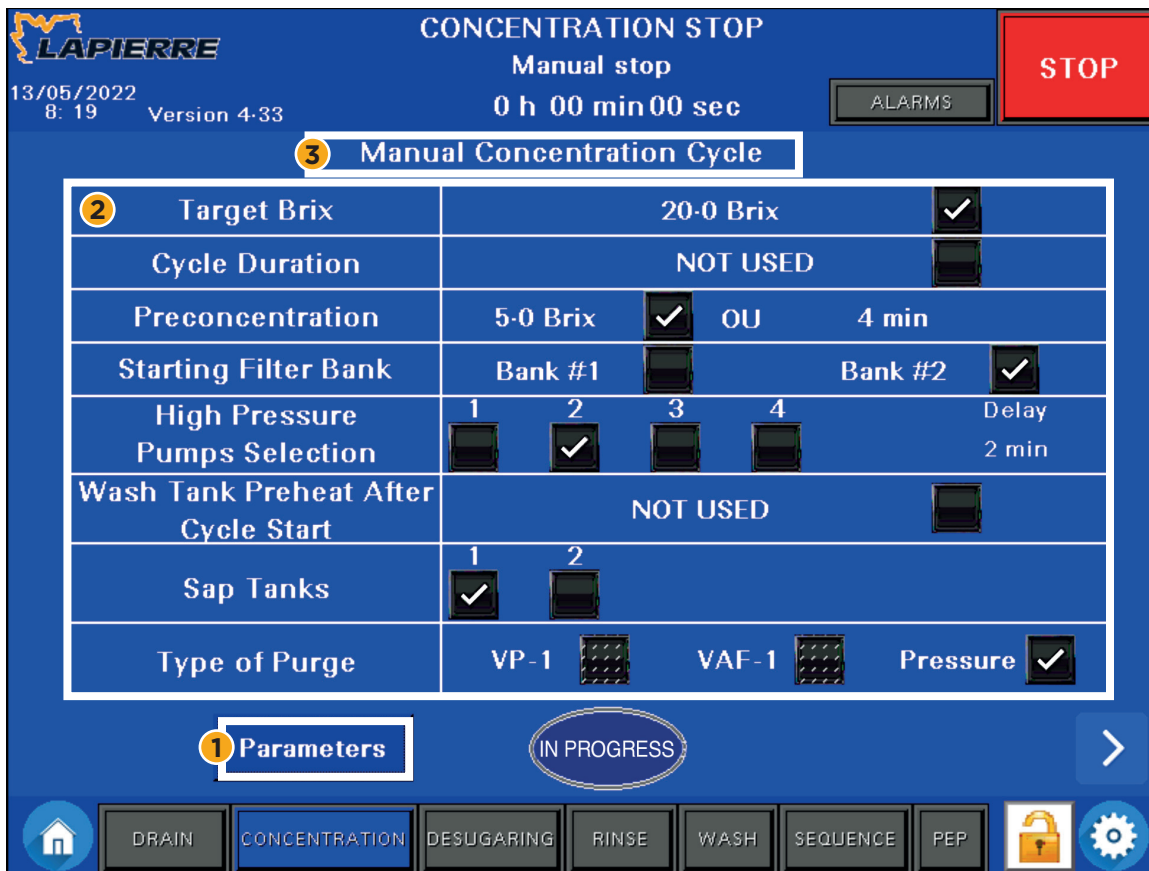 LAPIERRE
CONCENTRATION STOP
Manual stop
STOP
13/05/2022
8: 19 Version 4·33
0 h 00 min 00 sec
ALARMS
3 Manual Concentration Cycle
2 Target Brix 20·0 Brix
Cycle Duration NOT USED
Preconcentration 5·0 Brix OU 4 min
Starting Filter Bank Bank #1 Bank #2
High Pressure
Pumps Selection
1 2 3 4 Delay
2 min
Wash Tank Preheat After
Cycle Start
NOT USED
Sap Tanks
1 2
Type of Purge VP-1 VAF-1 Pressure
1 Parameters IN PROGRESS
DRAIN CONCENTRATION DESUGARING RINSE WASH SEQUENCE PEP